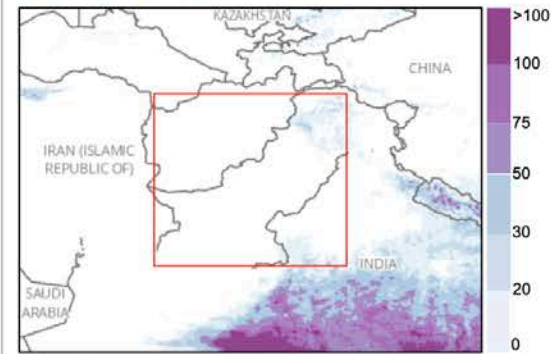 KAZAKHSTAN
CHINA
IRAN (ISLAMIC
REPUBLIC OF)
INDIA
SAUDI
ARABIA
>100
100
75
50
30
20
0